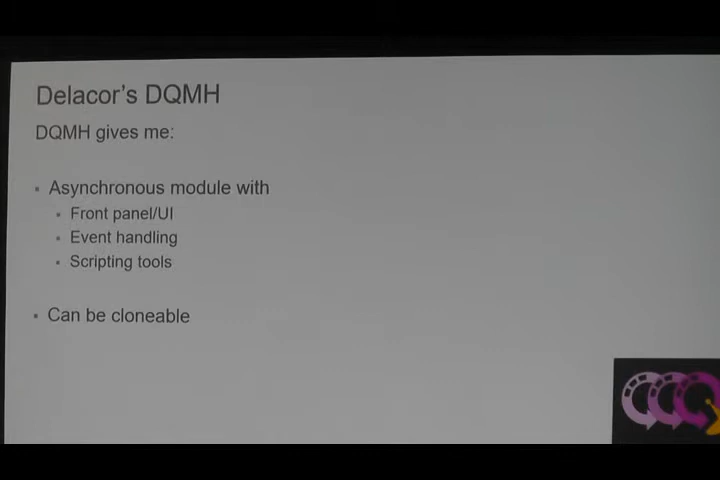 Delacor's DQMH
DQMH gives me:
▪ Asynchronous module with
▪ Front panel/UI
▪ Event handling
▪ Scripting tools
▪ Can be cloneable